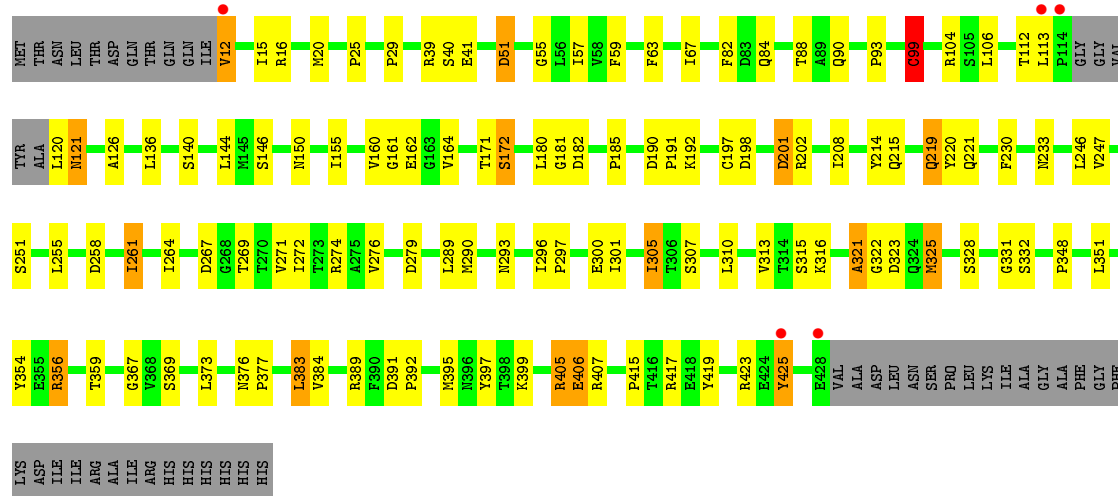 MET THR ASN LEU THR ASP GLN THR GLN GLN ILE V12 I15 R16 M20 P25 P29 R39 S40 E41 D51 G55 L56 I57 V58 F59 F63 I67 F82 D83 Q84 T88 A89 Q90 P93 C99 R104 S105 L106 T112 L113 P114 GLY GLY VAL
TYR ALA L120 N121 A126 L136 S140 L144 M145 S146 N150 I155 V160 G161 E162 G163 V164 T171 S172 L180 G181 D182 P185 D190 P191 K192 C197 D198 D201 R202 I208 Y214 Q215 Q219 Y220 Q221 F230 N233 L246 V247
S251 L255 D258 I261 I264 D267 G268 T269 T270 V271 I272 T273 R274 A275 V276 D279 L289 M290 N293 I296 P297 E300 I301 I305 T306 S307 L310 V313 T314 S315 K316 A321 G322 D323 Q324 M325 S328 G331 S332 P348 L351
Y354 E355 R356 T359 G367 V368 S369 L373 N376 P377 L383 V384 R389 F390 D391 P392 M395 N396 Y397 T398 K399 R405 E406 R407 P415 T416 R417 E418 Y419 R423 E424 Y425 E428 VAL ALA ASP LEU ASN SER PRO LEU LYS ILE ALA GLY ALA PHE GLY PHE
LYS ASP ILE ILE ARG ALA ILE ARG HIS HIS HIS HIS HIS HIS